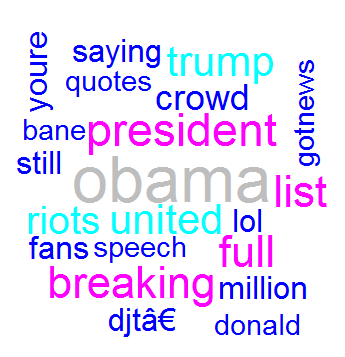 youre
saying
trump
quotes
crowd
gotnews
bane
president
still
obama
list
riots
united
lol
fans
speech
full
breaking
million
djtâ€
donald